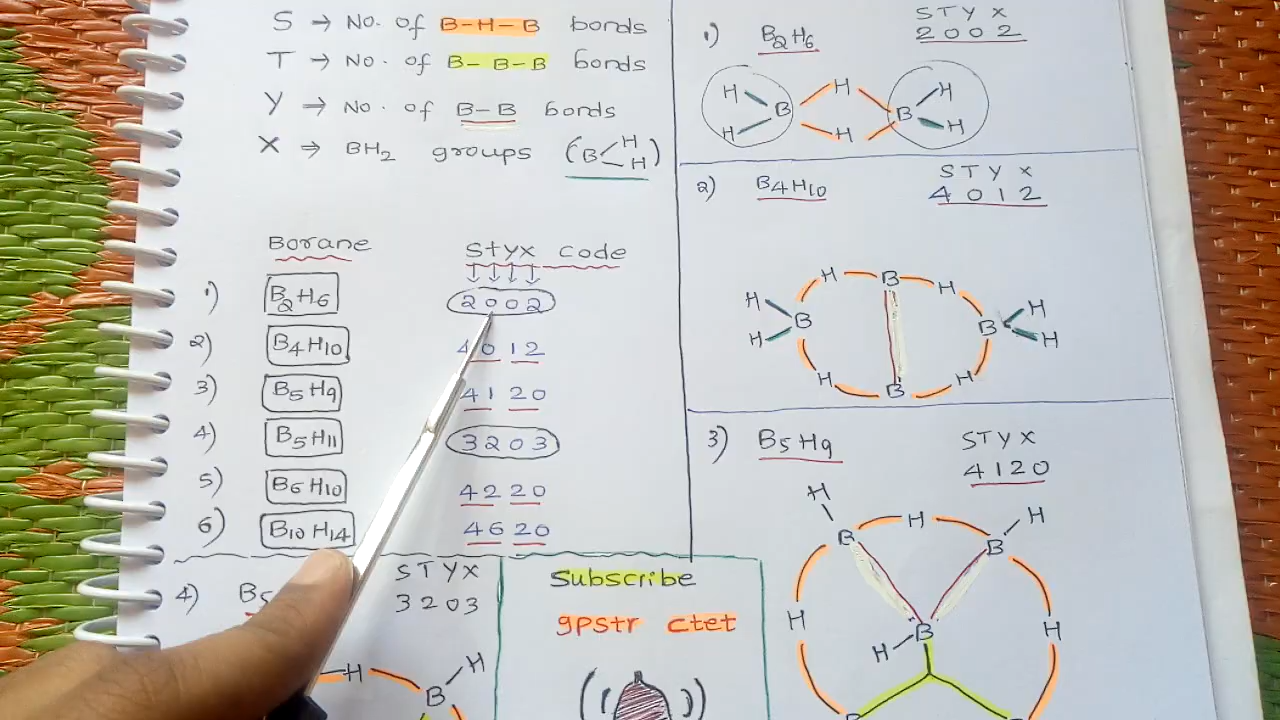 S → No. of B-H-B bonds
T → No. of B-B-B bonds
Y → No. of B-B bonds
X ⇒ BH2 groups (B H H)
Borane Styx code
1) B2H6 2002
2) B4H10 4012
3) B5H9 4120
4) B5H11 3203
5) B6H10 4220
6) B10H14 4620
1) B2H6 STYX
2002
H H H
B B
H H H
2) B4H10 STYX
4012
H B H
H H
B B
H H
H B H
3) B5H9 STYX
4120
H H H
B B
H H
B
H
B B
4) B5 STYX
3203
H H
B
Subscribe
gpstr ctet